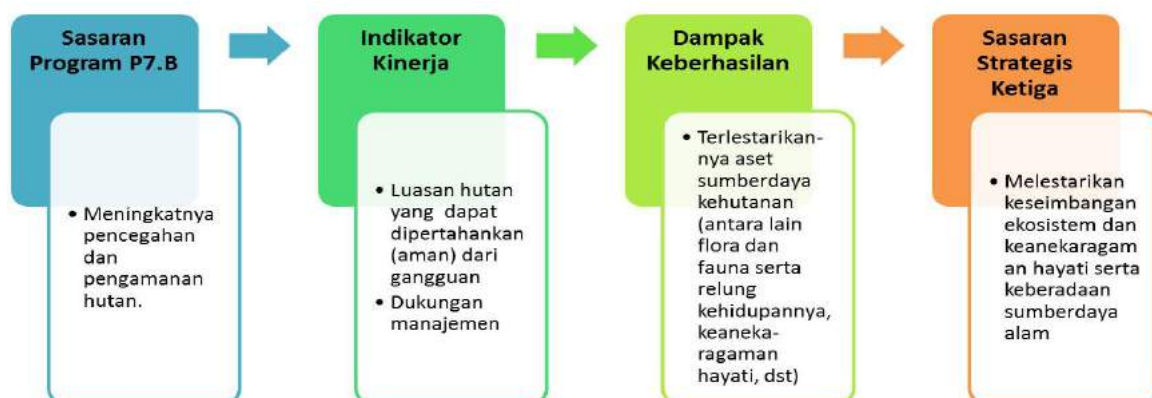 Sasaran
Program P7.B
• Meningkatnya
pencegahan
dan
pengamanan
hutan.
Indikator
Kinerja
• Luasan hutan
yang dapat
dipertahankan
(aman) dari
gangguan
• Dukungan
manajemen
Dampak
Keberhasilan
• Terlestarikan-
nya aset
sumberdaya
kehutanan
(antara lain
flora dan
fauna serta
relung
kehidupannya,
keaneka-
ragaman
hayati, dst)
Sasaran
Strategis
Ketiga
• Melestarikan
keseimbangan
ekosistem dan
keanekaragam
an hayati serta
keberadaan
sumberdaya
alam